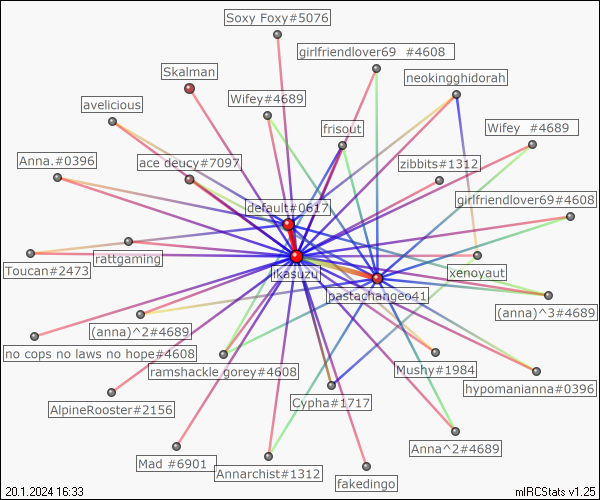 Soxy Foxy#5076
girlfriendlover69 #4608
Skalman
neokingghidorah
avelicious
Wifey#4689
frisout
Wifey #4689
Anna.#0396
ace deucy#7097
zibbits#1312
default#0617
girlfriendlover69#4608
Toucan#2473
rattgaming
jikasuzu
xenoyaut
pastachangeo41
(anna)^3#4689
(anna)^2#4689
no cops no laws no hope#4608
ramshackle gorey#4608
Mushy#1984
hypomanianna#0396
AlpineRooster#2156
Cypha#1717
Anna^2#4689
Mad #6901
Annarchist#1312
fakedingo
20.1.2024 16:33
mIRCStats v1.25